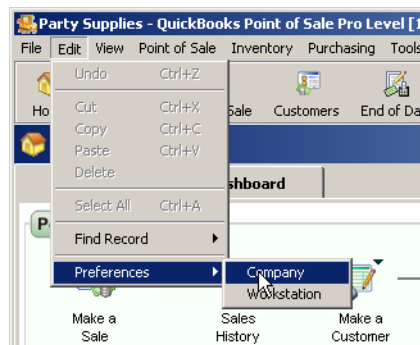 Party Supplies - QuickBooks Point of Sale Pro Level [
File Edit View Point of Sale Inventory Purchasing Tools
Undo Ctrl+Z
Cut Ctrl+X
Copy Ctrl+C
Paste Ctrl+V
Delete
Select All Ctrl+A
Find Record
Preferences
Company
Workstation
Ho
Sale Customers End of Da
shboard
P
Make a Sale
Sales History
Make a Customer